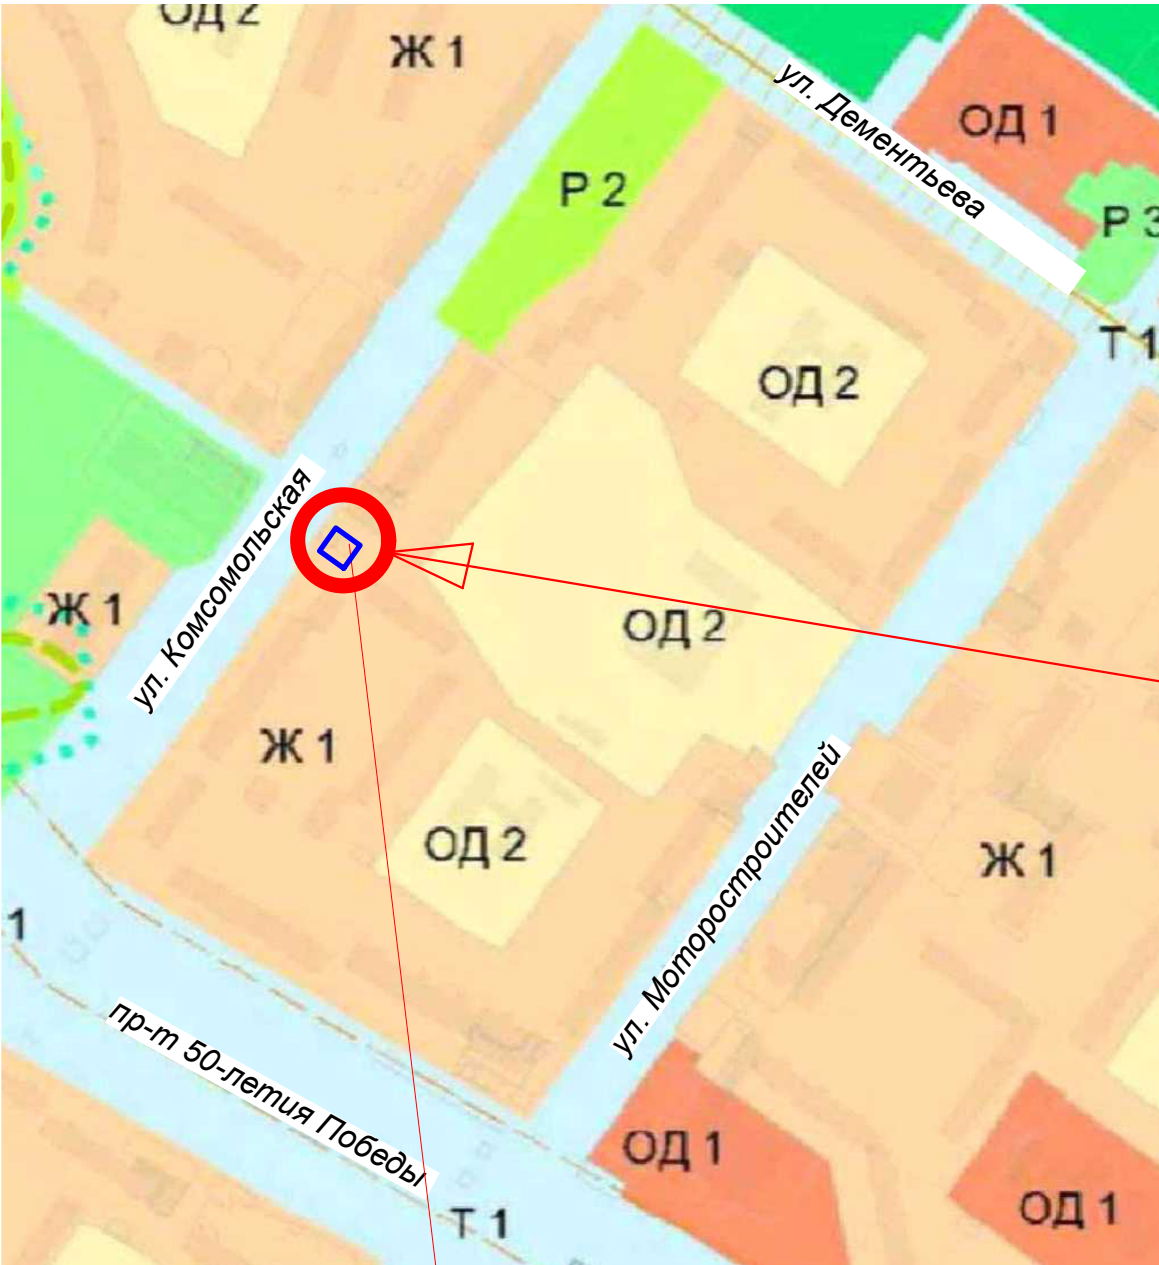 ОД 2
Ж 1
ул. Дементьева
ОД 1
Р 2
Р 3
Т 1
ОД 2
ул. Комсомольская
Ж 1
ОД 2
Ж 1
ул. Моторостроителей
ОД 2
Ж 1
1
пр-т 50-летия Победы
ОД 1
Т 1
ОД 1